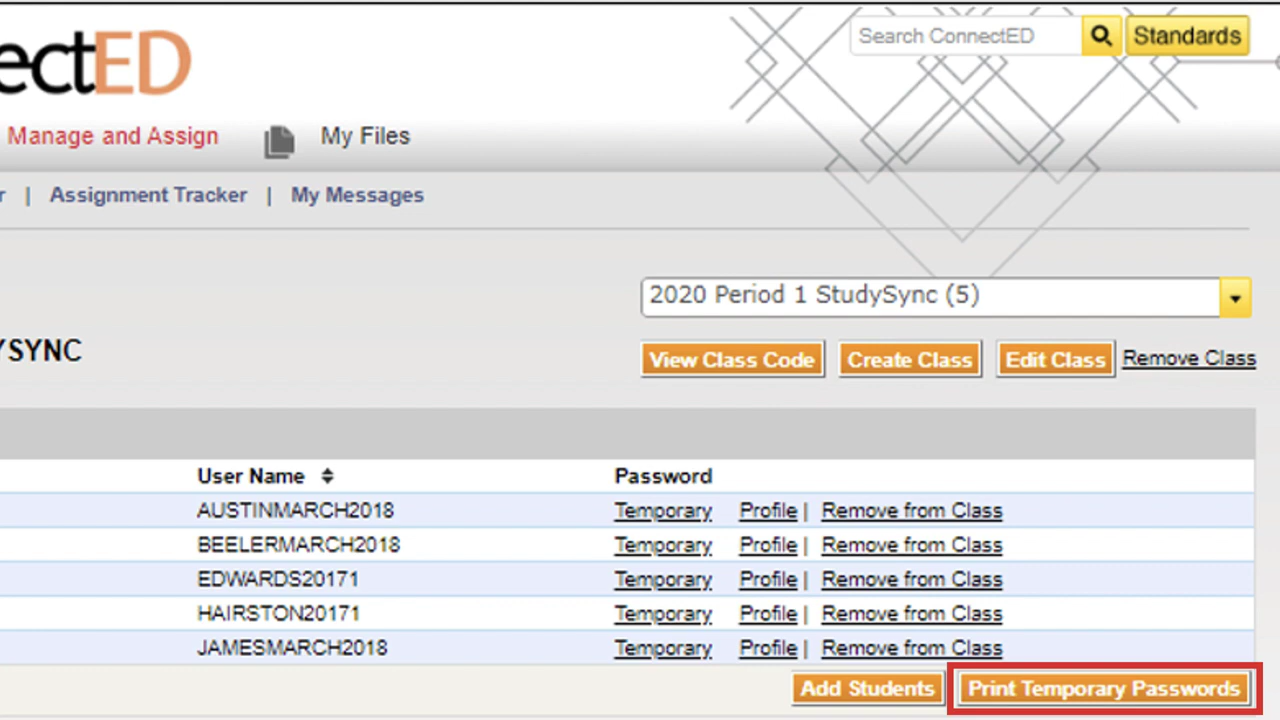 Search ConnectED Standards
ectED
Manage and Assign My Files
r | Assignment Tracker | My Messages
2020 Period 1 StudySync (5)
YSYNC
View Class Code Create Class Edit Class Remove Class
User Name Password
AUSTINMARCH2018 Temporary Profile | Remove from Class
BEELERMARCH2018 Temporary Profile | Remove from Class
EDWARDS20171 Temporary Profile | Remove from Class
HAIRSTON20171 Temporary Profile | Remove from Class
JAMESMARCH2018 Temporary Profile | Remove from Class
Add Students Print Temporary Passwords